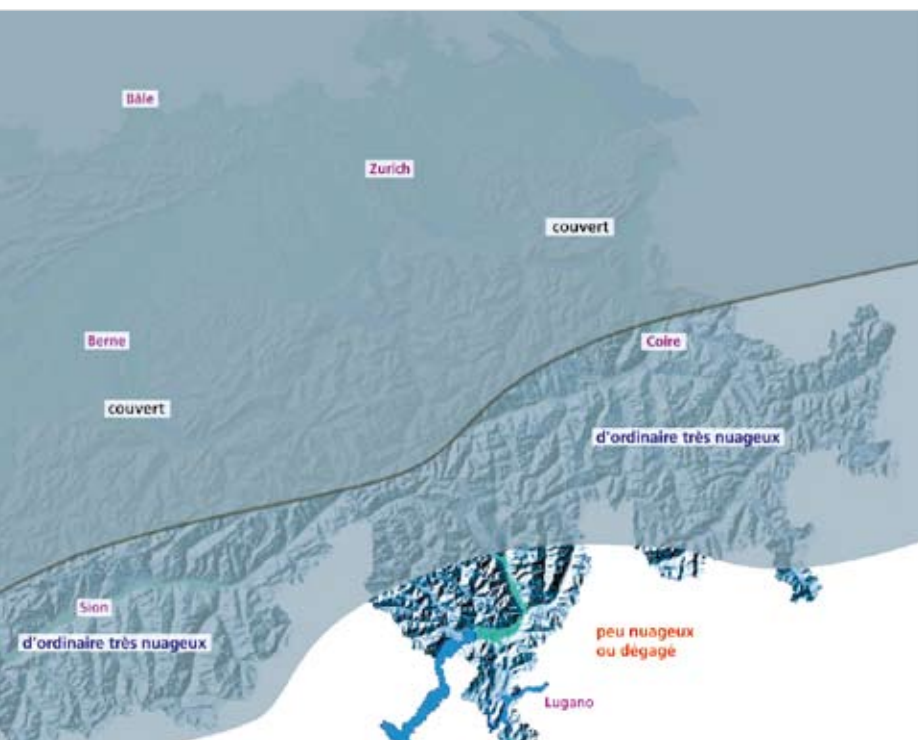 Bâle
Zurich
couvert
Berne
Coire
couvert
d'ordinaire très nuageux
Sion
d'ordinaire très nuageux
peu nuageux
ou dégagé
Lugano